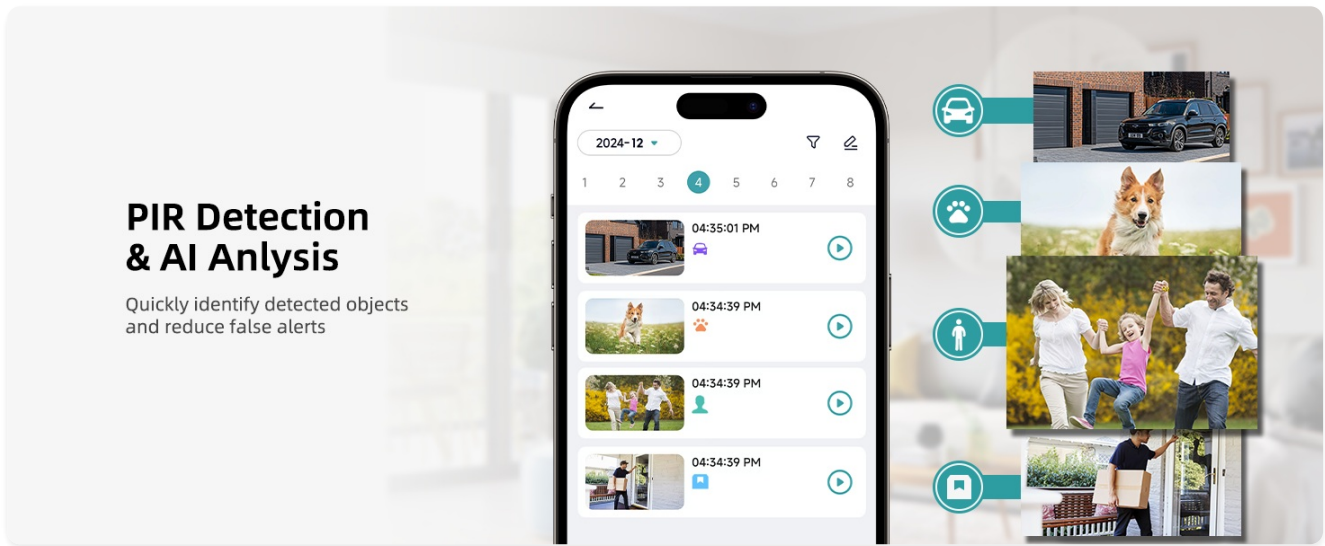 PIR Detection
& AI Anlysis
Quickly identify detected objects
and reduce false alerts
2024-12
1 2 3 4 5 6 7 8
04:35:01 PM
04:34:39 PM
04:34:39 PM
04:34:39 PM